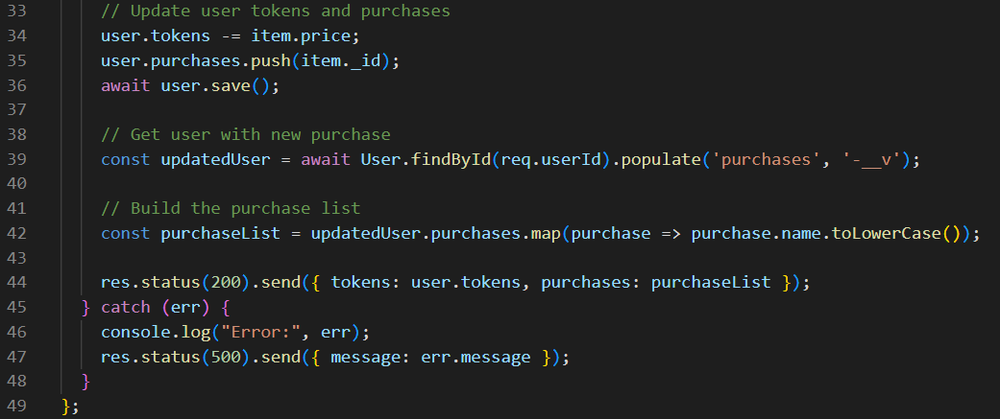 33 // Update user tokens and purchases
34 user.tokens -= item.price;
35 user.purchases.push(item._id);
36 await user.save();
37
38 // Get user with new purchase
39 const updatedUser = await User.findById(req.userId).populate('purchases', '-__v');
40
41 // Build the purchase list
42 const purchaseList = updatedUser.purchases.map(purchase => purchase.name.toLowerCase());
43
44 res.status(200).send({ tokens: user.tokens, purchases: purchaseList });
45 } catch (err) {
46 console.log("Error:", err);
47 res.status(500).send({ message: err.message });
48 }
49 };